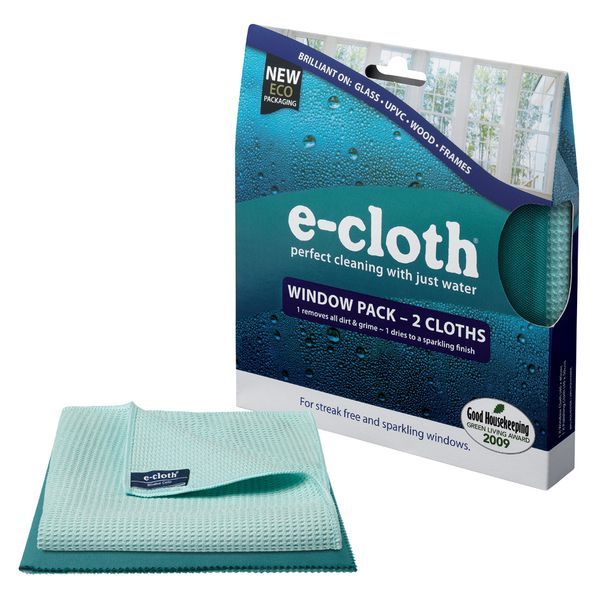 NEW
ECO
PACKAGING
BRILLIANT ON: GLASS • UPVC • WOOD • FRAMES
e-cloth®
perfect cleaning with just water
WINDOW PACK – 2 CLOTHS
1 removes all dirt & grime ~ 1 dries to a sparkling finish
For streak free and sparkling windows.
Good Housekeeping
GREEN LIVING AWARD
2009
e-cloth®